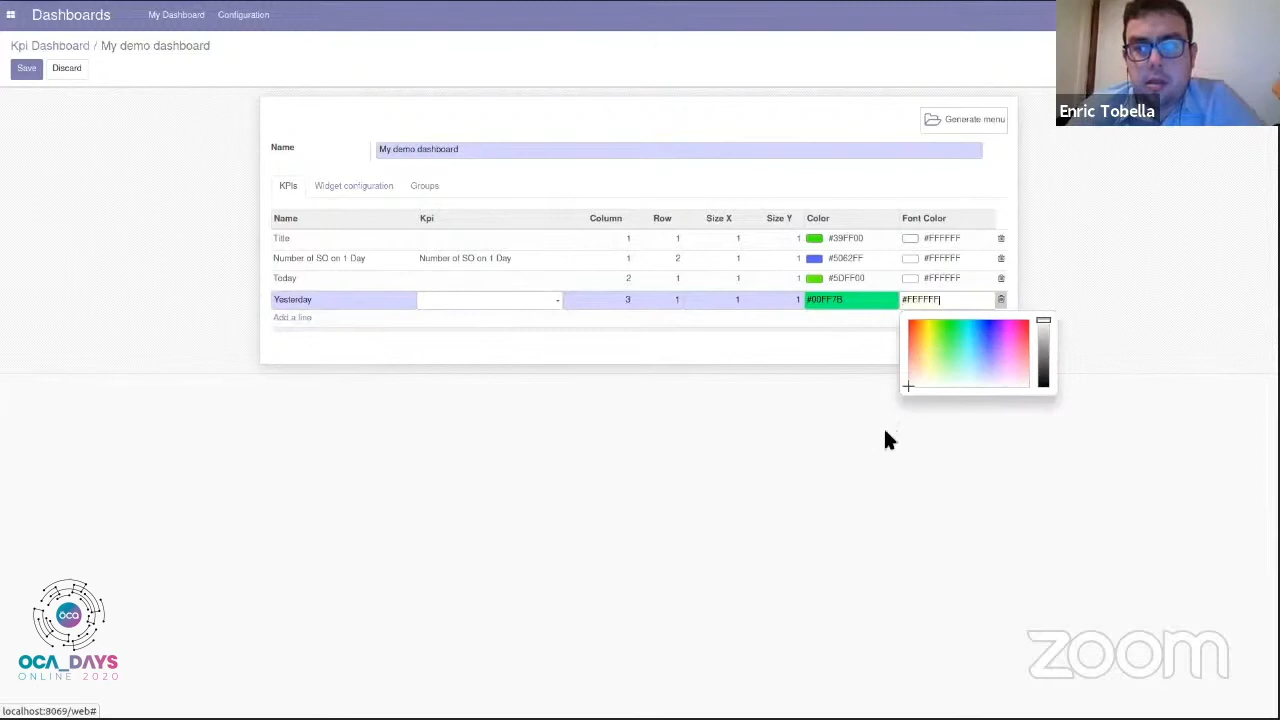 Dashboards My Dashboard Configuration
Kpi Dashboard / My demo dashboard
Save Discard
Enric Tobella
Generate menu
Name My demo dashboard
KPIs Widget configuration Groups
Name Kpi Column Row Size X Size Y Color Font Color
Title 1 1 1 1 #39FF00 #FFFFFF
Number of SO on 1 Day Number of SO on 1 Day 1 2 1 1 #5062FF #FFFFFF
Today 2 1 1 1 #5DFF00 #FFFFFF
Yesterday 3 1 1 1 #00FF7B #FFFFFF
Add a line
oca
OCA_DAYS
ONLINE 2020
zoom
localhost:8069/web#